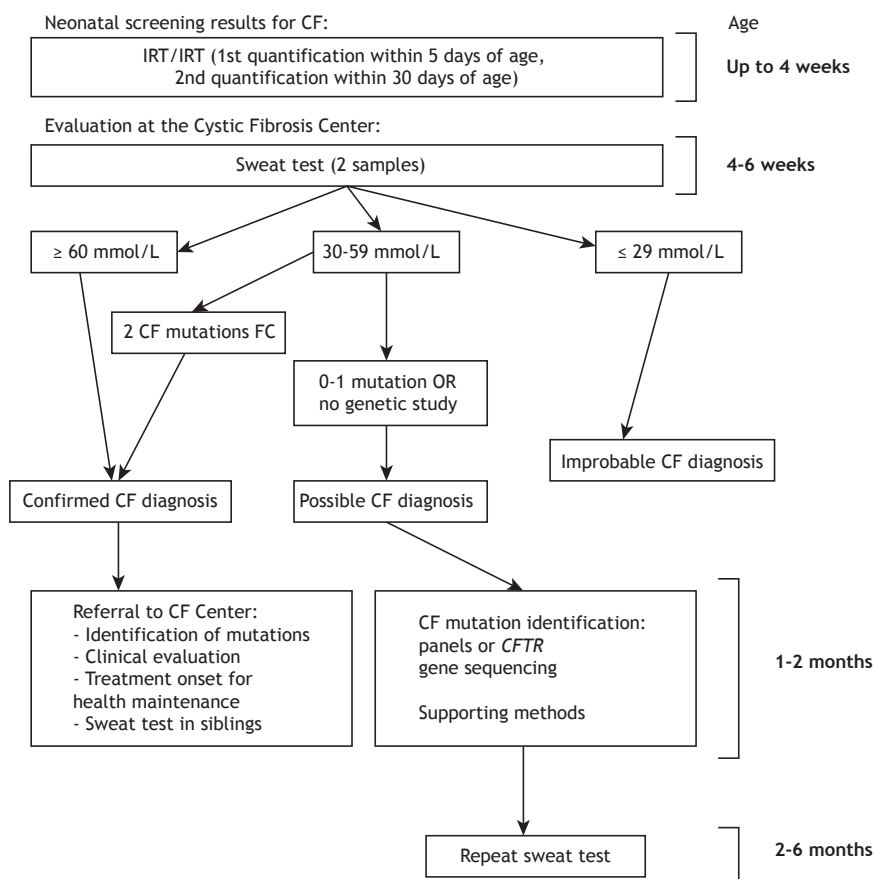 Neonatal screening results for CF:
Age
IRT/IRT (1st quantification within 5 days of age,
2nd quantification within 30 days of age)
Up to 4 weeks
Evaluation at the Cystic Fibrosis Center:
Sweat test (2 samples)
4-6 weeks
≥ 60 mmol/L
30-59 mmol/L
≤ 29 mmol/L
2 CF mutations FC
0-1 mutation OR
no genetic study
Improbable CF diagnosis
Confirmed CF diagnosis
Possible CF diagnosis
Referral to CF Center:
- Identification of mutations
- Clinical evaluation
- Treatment onset for
health maintenance
- Sweat test in siblings
CF mutation identification:
panels or CFTR
gene sequencing
Supporting methods
1-2 months
Repeat sweat test
2-6 months